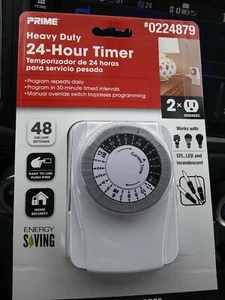 PRIME
#0224879
Heavy Duty
24-Hour Timer
Temporizador de 24 horas
para servicio pesado
• Program repeats daily
• Program in 30-minute timed intervals
• Manual override switch bypasses programming
2×
GROUNDED
48
ON/OFF
SETTINGS
Works with
CFL, LED and
incandescent
EASY TO USE
PUSH-PINS
HOME
SECURITY
ENERGY
SAVING